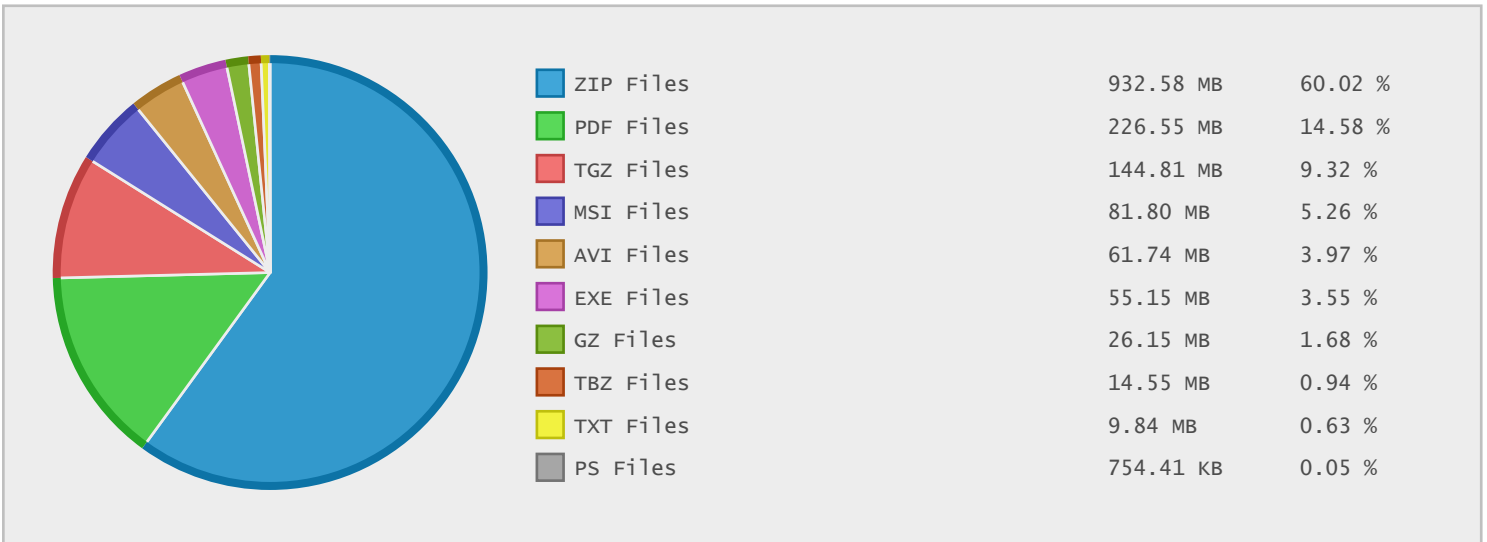 ZIP Files 932.58 MB 60.02 %
PDF Files 226.55 MB 14.58 %
TGZ Files 144.81 MB 9.32 %
MSI Files 81.80 MB 5.26 %
AVI Files 61.74 MB 3.97 %
EXE Files 55.15 MB 3.55 %
GZ Files 26.15 MB 1.68 %
TBZ Files 14.55 MB 0.94 %
TXT Files 9.84 MB 0.63 %
PS Files 754.41 KB 0.05 %